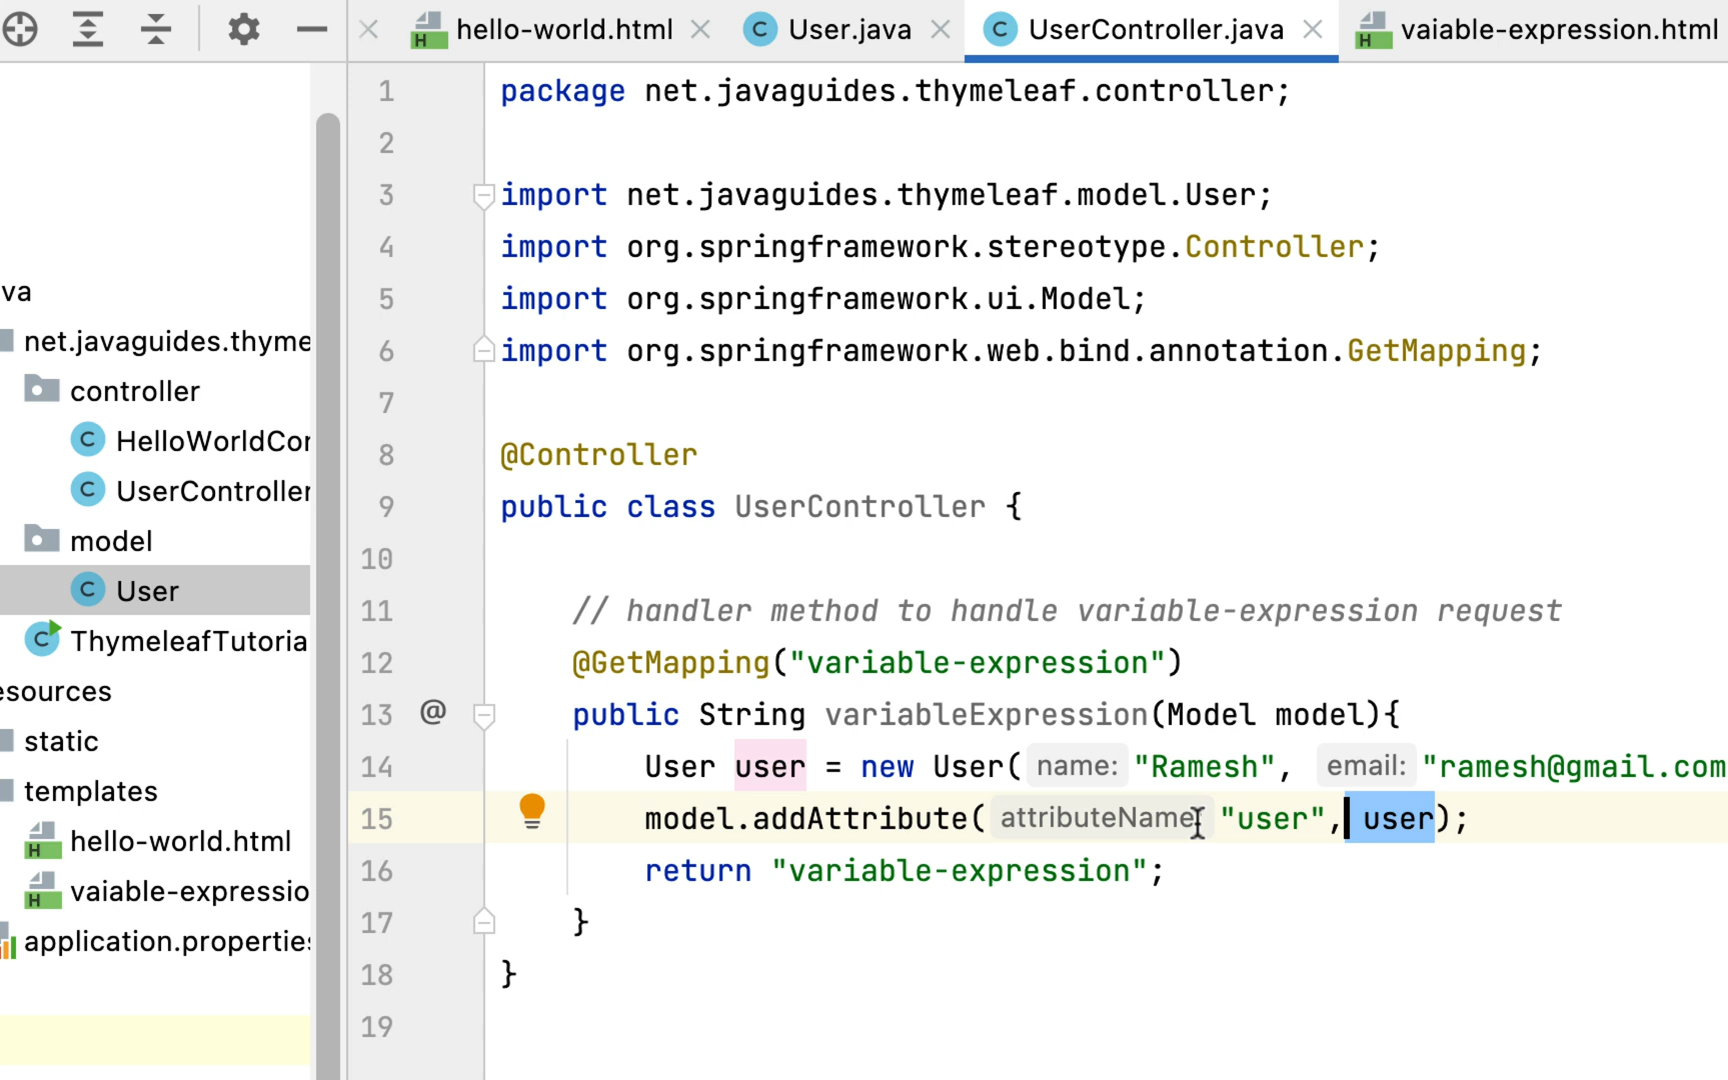 hello-world.html User.java UserController.java vaiable-expression.html
va
net.javaguides.thyme
controller
HelloWorldCon
UserController
model
User
ThymeleafTutoria
esources
static
templates
hello-world.html
vaiable-expressio
application.properties
1 package net.javaguides.thymeleaf.controller;
2
3 import net.javaguides.thymeleaf.model.User;
4 import org.springframework.stereotype.Controller;
5 import org.springframework.ui.Model;
6 import org.springframework.web.bind.annotation.GetMapping;
7
8 @Controller
9 public class UserController {
10
11 // handler method to handle variable-expression request
12 @GetMapping("variable-expression")
13 @ public String variableExpression(Model model){
14 User user = new User( name: "Ramesh", email: "ramesh@gmail.com
15 model.addAttribute( attributeName: "user", user);
16 return "variable-expression";
17 }
18 }
19